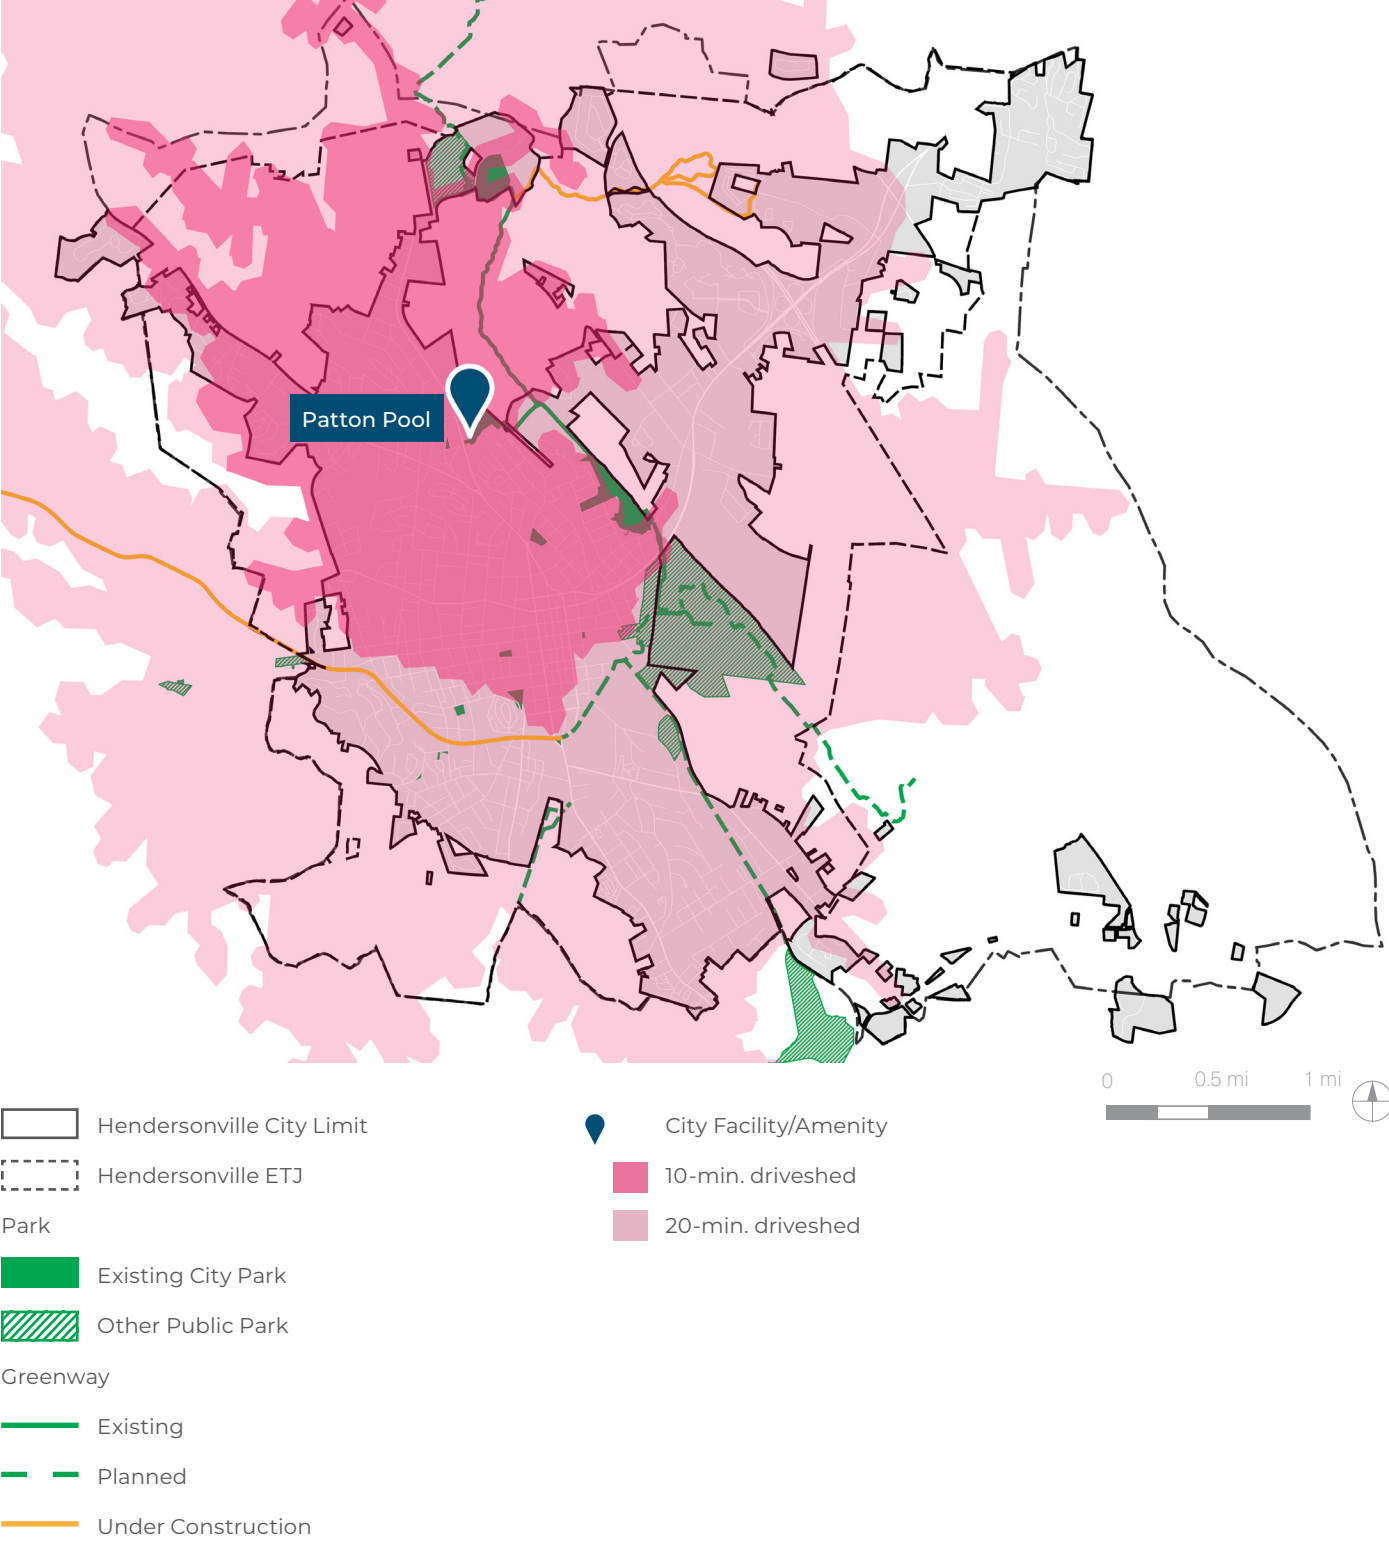 Patton Pool
0 0.5 mi 1 mi
Hendersonville City Limit
Hendersonville ETJ
Park
Existing City Park
Other Public Park
Greenway
Existing
Planned
Under Construction
City Facility/Amenity
10-min. driveshed
20-min. driveshed